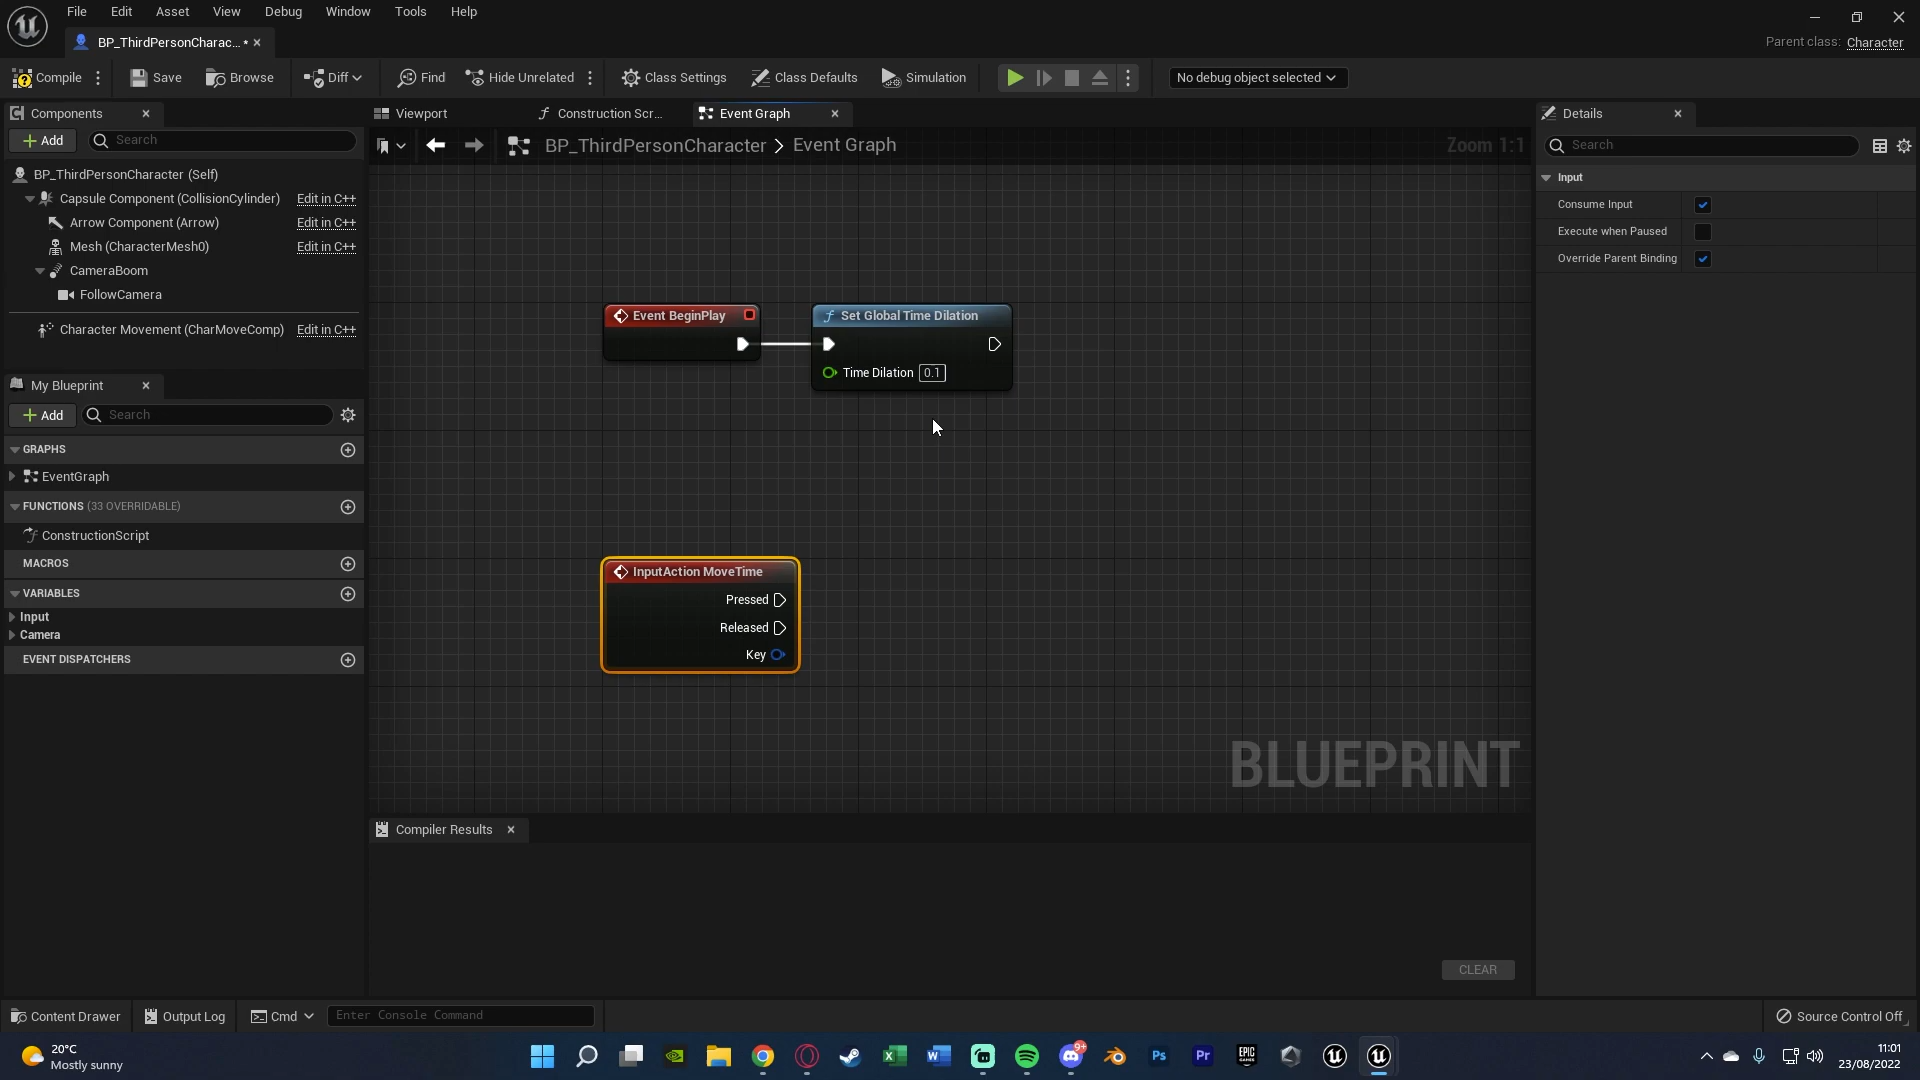 File Edit Asset View Debug Window Tools Help
BP_ThirdPersonCharac... *
Parent class: Character
Compile Save Browse Diff Find Hide Unrelated Class Settings Class Defaults Simulation No debug object selected
Components
Add Search
BP_ThirdPersonCharacter (Self)
Capsule Component (CollisionCylinder) Edit in C++
Arrow Component (Arrow) Edit in C++
Mesh (CharacterMesh0) Edit in C++
CameraBoom
FollowCamera
Character Movement (CharMoveComp) Edit in C++
My Blueprint
Add Search
GRAPHS
EventGraph
FUNCTIONS (33 OVERRIDABLE)
ConstructionScript
MACROS
VARIABLES
Input
Camera
EVENT DISPATCHERS
Viewport Construction Scr... Event Graph
BP_ThirdPersonCharacter > Event Graph Zoom 1:1
Event BeginPlay
Set Global Time Dilation
Time Dilation 0.1
InputAction MoveTime
Pressed
Released
Key
BLUEPRINT
Compiler Results
CLEAR
Details
Search
Input
Consume Input
Execute when Paused
Override Parent Binding
Content Drawer Output Log Cmd Enter Console Command Source Control Off
20°C
Mostly sunny
9+
Ps
Pr
EPIC
GAMES
11:01
23/08/2022